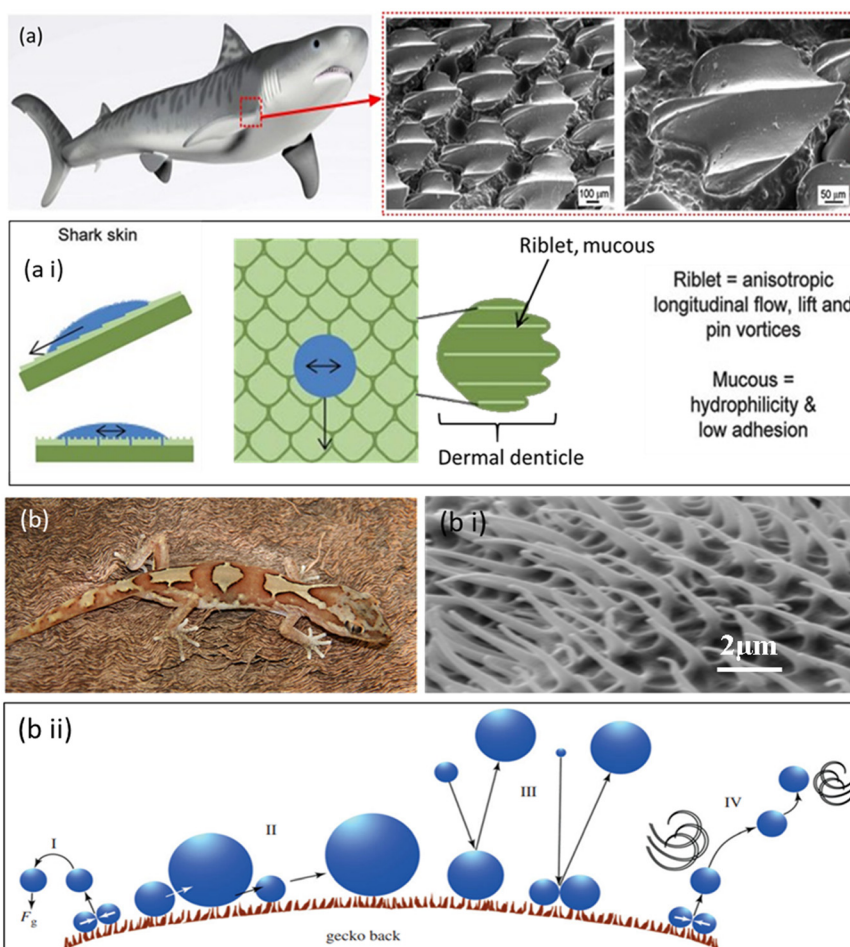 (a)
100 µm
50 µm
Shark skin
(a i)
Riblet, mucous
Dermal denticle
Riblet = anisotropic
longitudinal flow, lift and
pin vortices
Mucous =
hydrophilicity &
low adhesion
(b)
(b i)
2µm
(b ii)
I
Fg
II
III
IV
gecko back